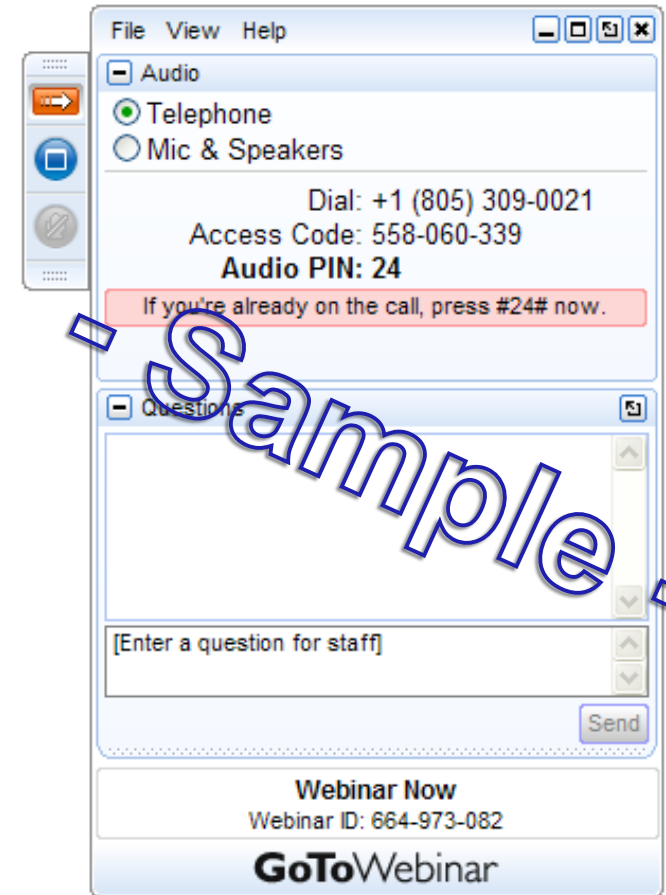 File View Help
Audio
Telephone
Mic & Speakers
Dial: +1 (805) 309-0021
Access Code: 558-060-339
Audio PIN: 24
If you're already on the call, press #24# now.
- Sample -
Questions
[Enter a question for staff]
Send
Webinar Now
Webinar ID: 664-973-082
GoToWebinar